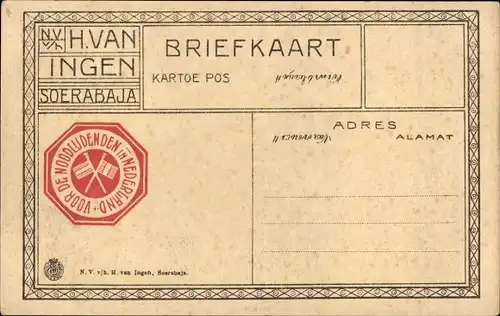 N.V. v/h H. VAN
INGEN
SOERABAJA
BRIEFKAART
KARTOE POS
ADRES
ALAMAT
VOOR DE NOODLIJDENDEN IN NEDERLAND
N. V. v/h. H. van Ingen, Soerabaja.